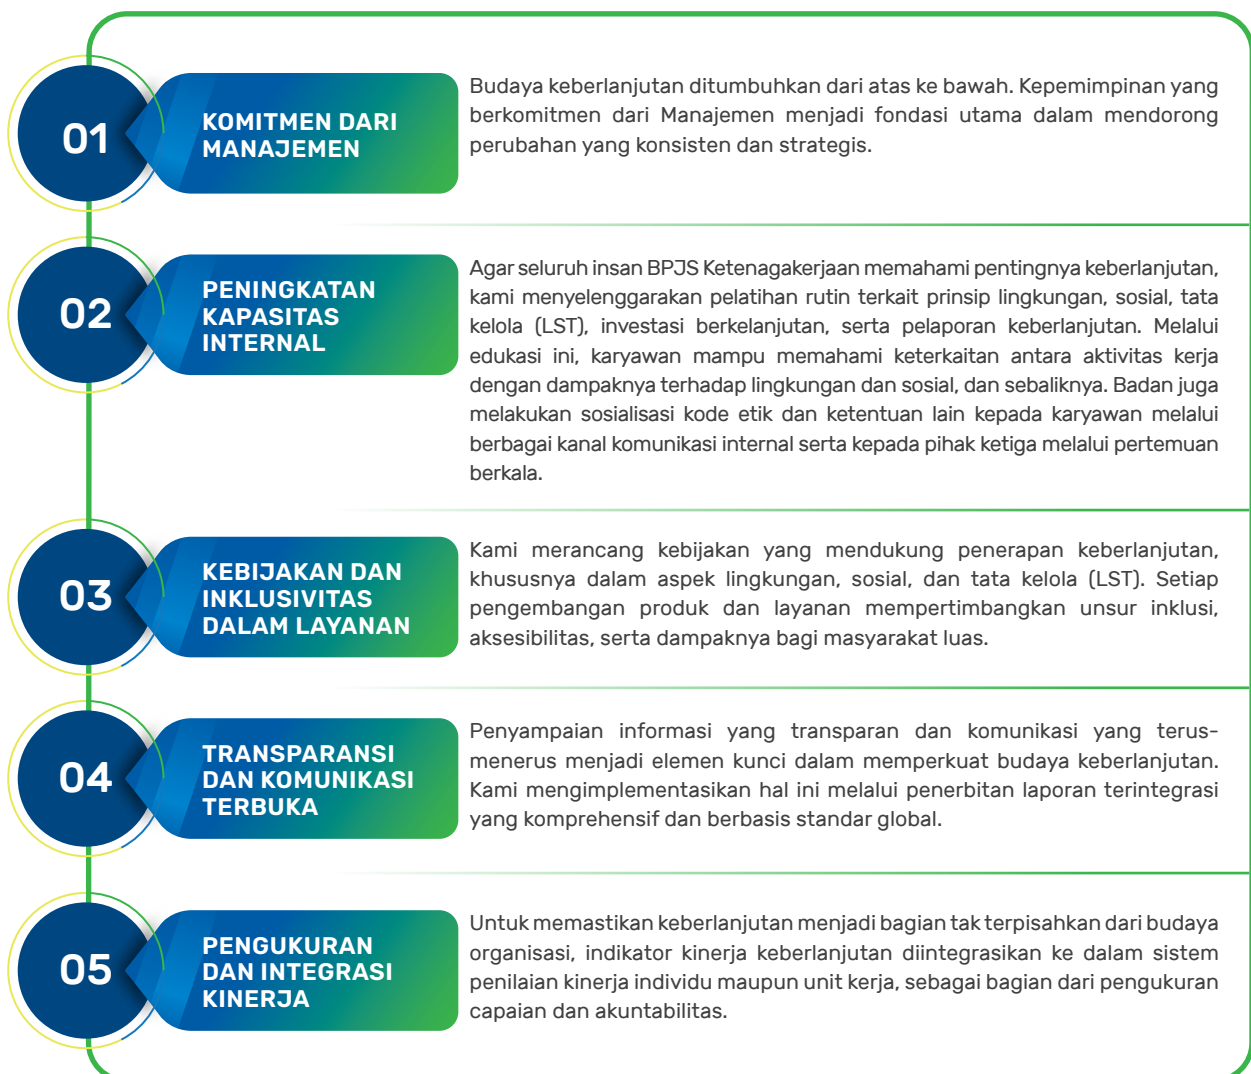 01
KOMITMEN DARI
MANAJEMEN
Budaya keberlanjutan ditumbuhkan dari atas ke bawah. Kepemimpinan yang
berkomitmen dari Manajemen menjadi fondasi utama dalam mendorong
perubahan yang konsisten dan strategis.
02
PENINGKATAN
KAPASITAS
INTERNAL
Agar seluruh insan BPJS Ketenagakerjaan memahami pentingnya keberlanjutan,
kami menyelenggarakan pelatihan rutin terkait prinsip lingkungan, sosial, tata
kelola (LST), investasi berkelanjutan, serta pelaporan keberlanjutan. Melalui
edukasi ini, karyawan mampu memahami keterkaitan antara aktivitas kerja
dengan dampaknya terhadap lingkungan dan sosial, dan sebaliknya. Badan juga
melakukan sosialisasi kode etik dan ketentuan lain kepada karyawan melalui
berbagai kanal komunikasi internal serta kepada pihak ketiga melalui pertemuan
berkala.
03
KEBIJAKAN DAN
INKLUSIVITAS
DALAM LAYANAN
Kami merancang kebijakan yang mendukung penerapan keberlanjutan,
khususnya dalam aspek lingkungan, sosial, dan tata kelola (LST). Setiap
pengembangan produk dan layanan mempertimbangkan unsur inklusi,
aksesibilitas, serta dampaknya bagi masyarakat luas.
04
TRANSPARANSI
DAN KOMUNIKASI
TERBUKA
Penyampaian informasi yang transparan dan komunikasi yang terus-
menerus menjadi elemen kunci dalam memperkuat budaya keberlanjutan.
Kami mengimplementasikan hal ini melalui penerbitan laporan terintegrasi
yang komprehensif dan berbasis standar global.
05
PENGUKURAN
DAN INTEGRASI
KINERJA
Untuk memastikan keberlanjutan menjadi bagian tak terpisahkan dari budaya
organisasi, indikator kinerja keberlanjutan diintegrasikan ke dalam sistem
penilaian kinerja individu maupun unit kerja, sebagai bagian dari pengukuran
capaian dan akuntabilitas.